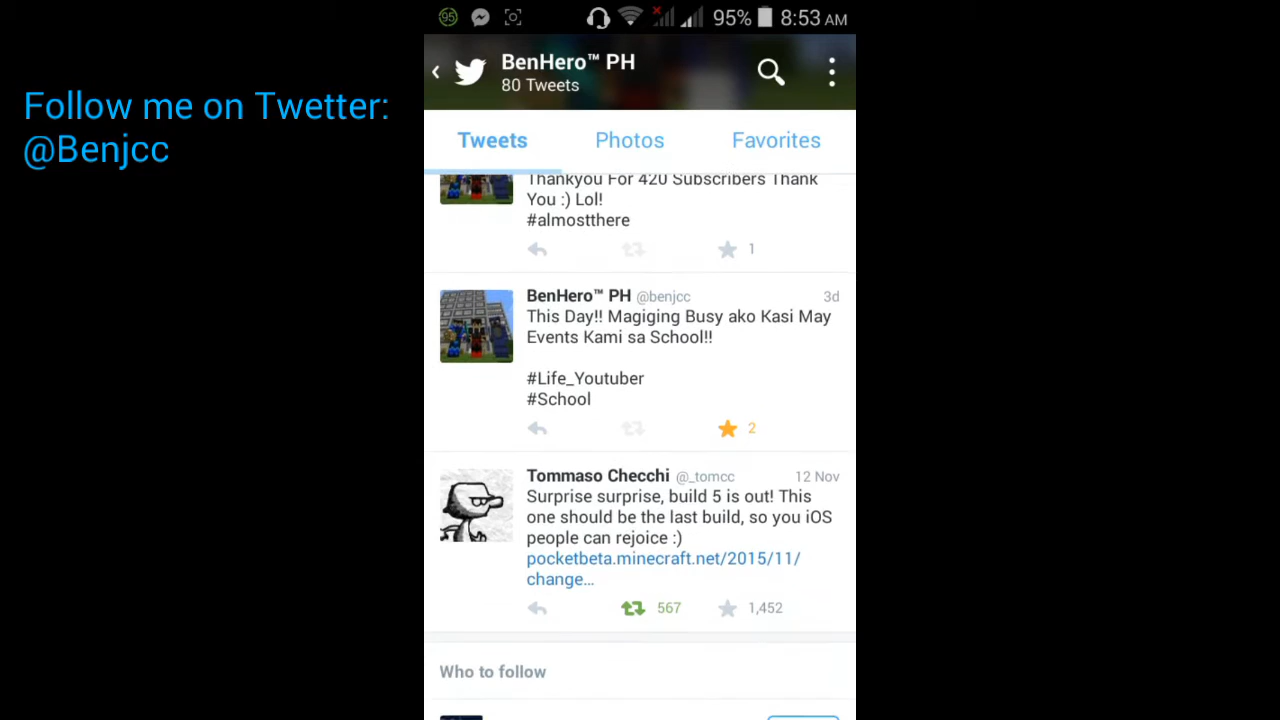 95
95% 8:53 AM
Follow me on Twetter:
@Benjcc
BenHero™ PH
80 Tweets
Tweets Photos Favorites
Thankyou For 420 Subscribers Thank
You :) Lol!
#almostthere
1
BenHero™ PH @benjcc 3d
This Day!! Magiging Busy ako Kasi May
Events Kami sa School!!
#Life_Youtuber
#School
2
Tommaso Checchi @_tomcc 12 Nov
Surprise surprise, build 5 is out! This
one should be the last build, so you iOS
people can rejoice :)
pocketbeta.minecraft.net/2015/11/
change…
567 1,452
Who to follow